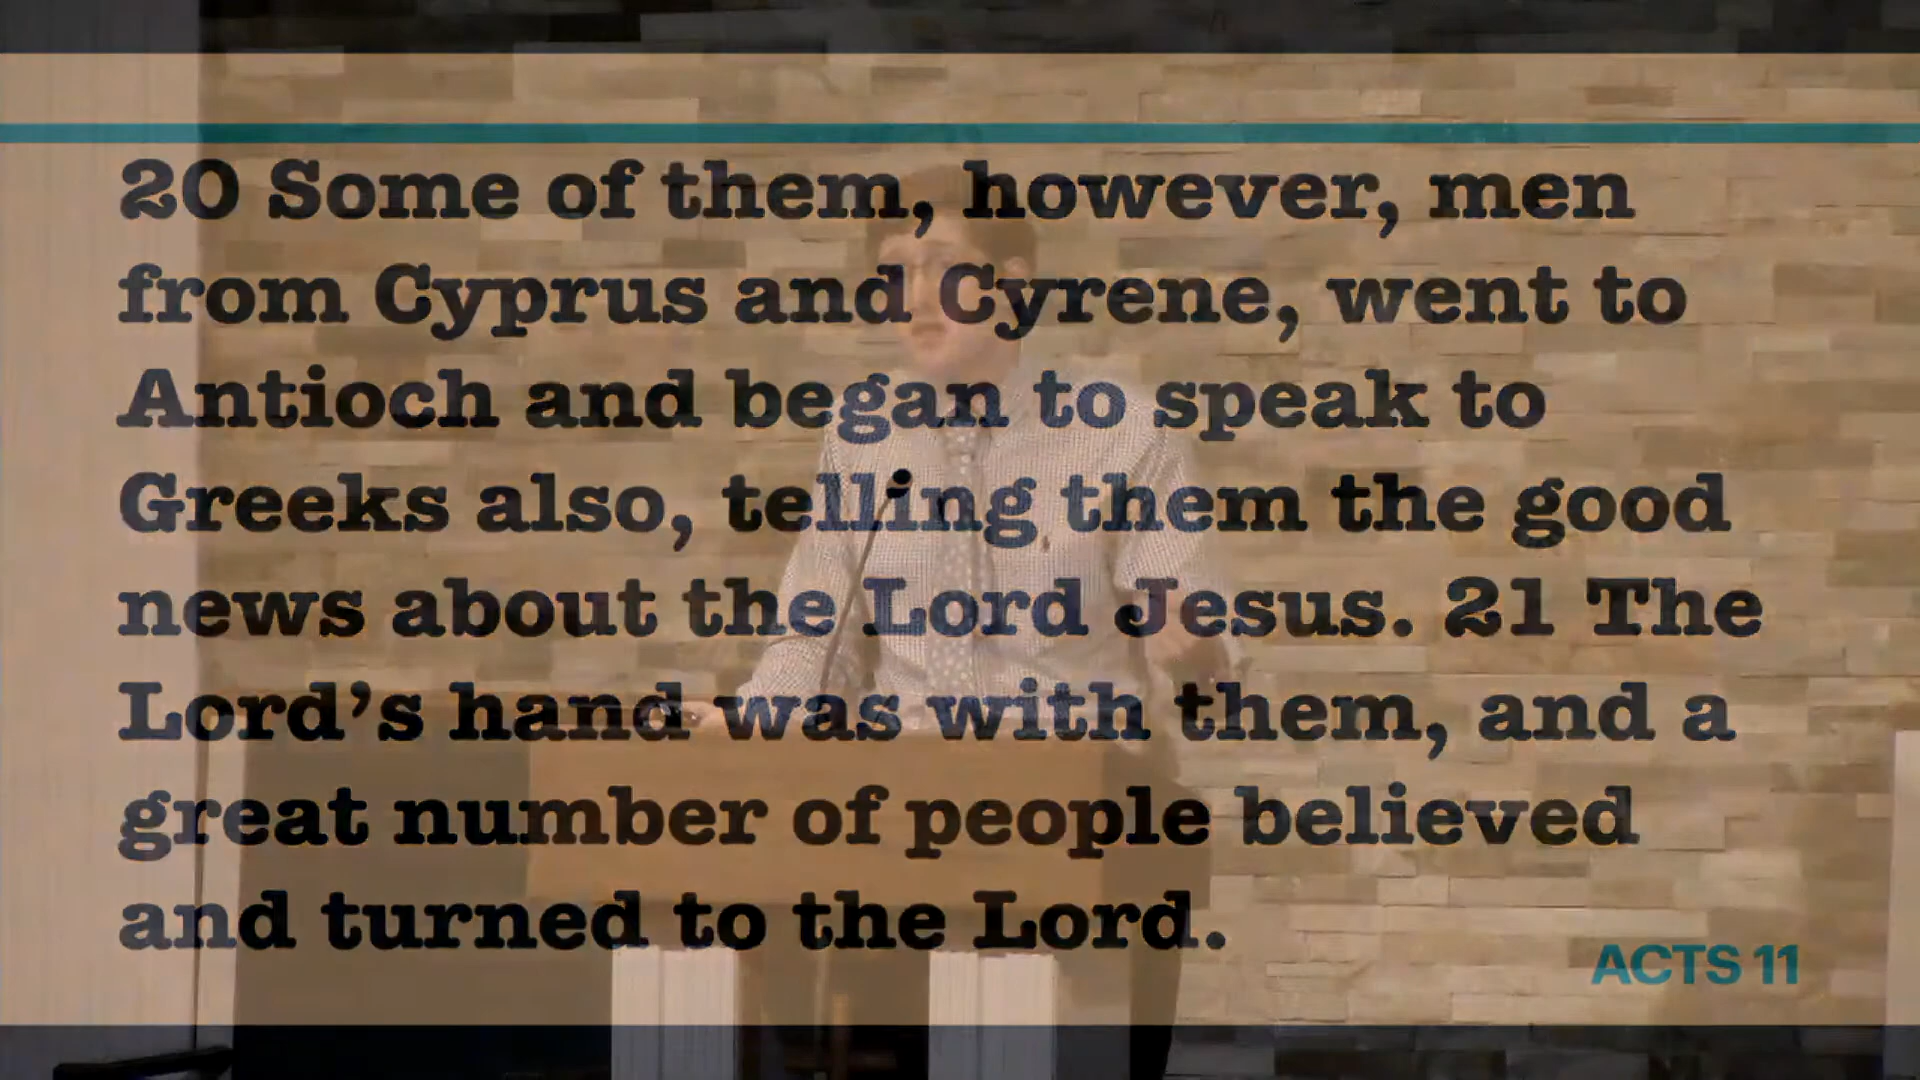 20 Some of them, however, men
from Cyprus and Cyrene, went to
Antioch and began to speak to
Greeks also, telling them the good
news about the Lord Jesus. 21 The
Lord’s hand was with them, and a
great number of people believed
and turned to the Lord.
ACTS 11